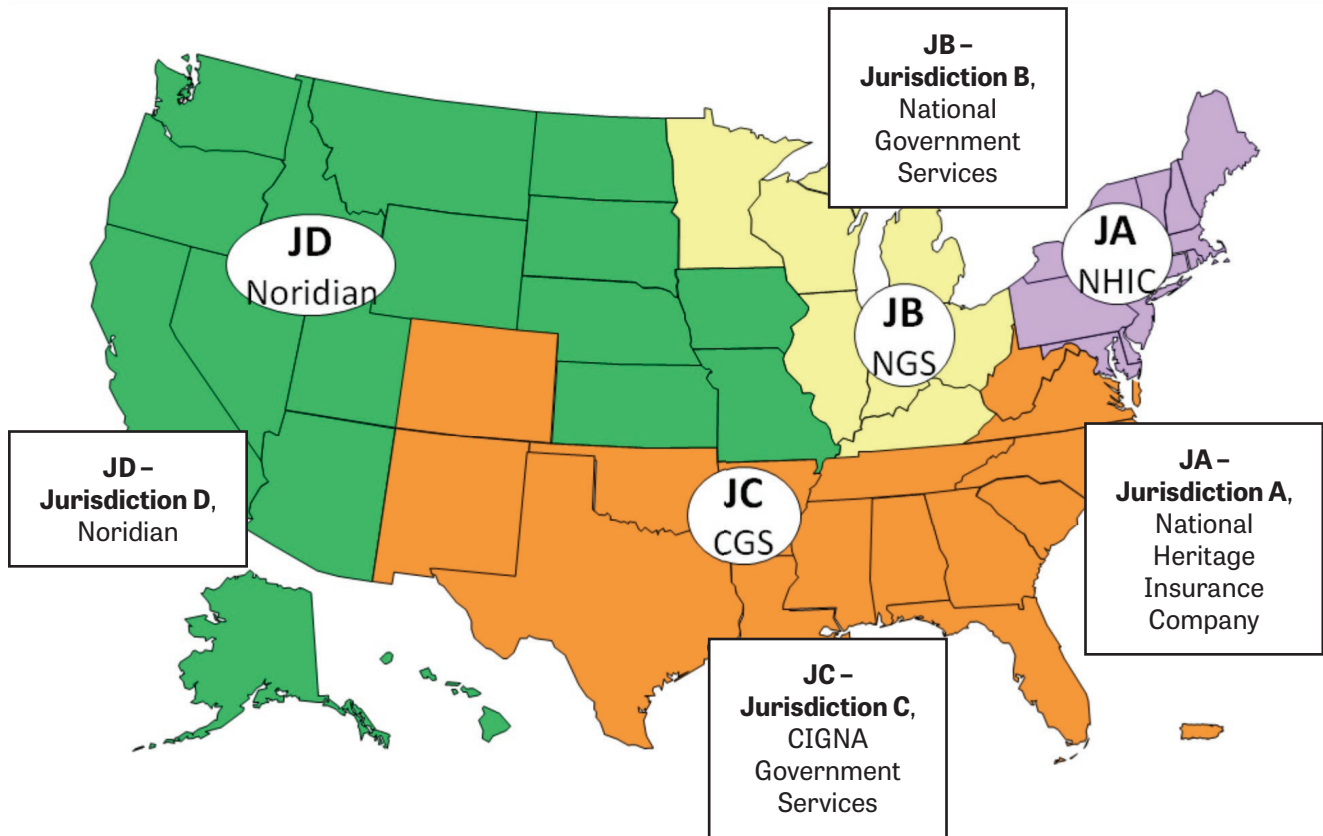 JB –
Jurisdiction B,
National
Government
Services
JA
NHIC
JD
Noridian
JB
NGS
JD –
Jurisdiction D,
Noridian
JC
CGS
JA –
Jurisdiction A,
National
Heritage
Insurance
Company
JC –
Jurisdiction C,
CIGNA
Government
Services